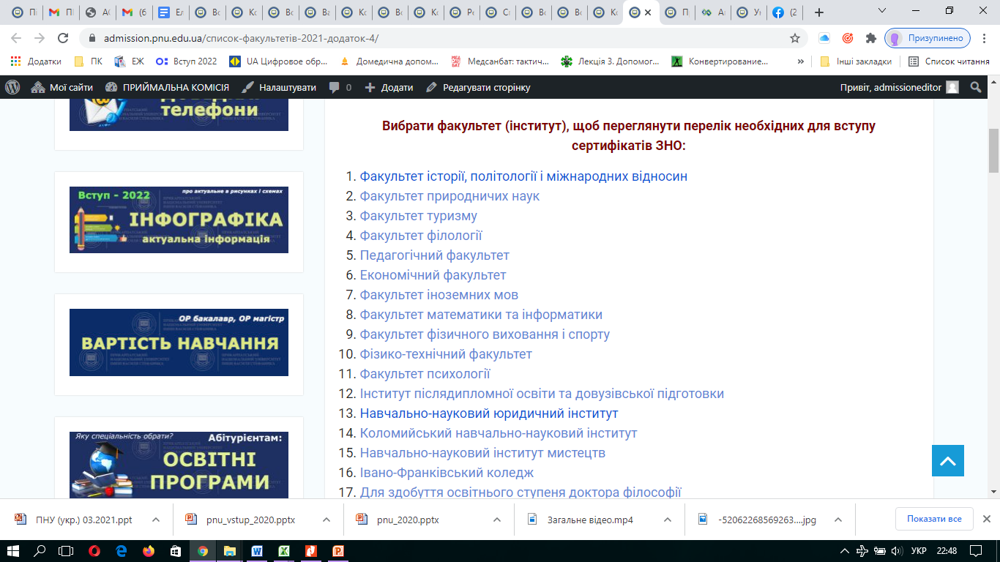 admission.pnu.edu.ua/список-факультетів-2021-додаток-4/
Призупинено
Додатки
ПК
ЕЖ
Вступ 2022
UA Цифрове обр...
Домедична допом...
Медсанбат: тактич...
Лекція 3. Допомог...
Конвертирование...
»
Інші закладки
Список читання
Мої сайти
ПРИЙМАЛЬНА КОМІСІЯ
Налаштувати
0
Додати
Редагувати сторінку
Привіт, admissioneditor
телефони
Вступ - 2022
про актуальне в рисунках і схемах
ІНФОГРАФІКА
актуальна інформація
ОР бакалавр, ОР магістр
ВАРТІСТЬ НАВЧАННЯ
Яку спеціальність обрати?
Абітурієнтам:
ОСВІТНІ
ПРОГРАМИ
Вибрати факультет (інститут), щоб переглянути перелік необхідних для вступу
сертифікатів ЗНО:
1. Факультет історії, політології і міжнародних відносин
2. Факультет природничих наук
3. Факультет туризму
4. Факультет філології
5. Педагогічний факультет
6. Економічний факультет
7. Факультет іноземних мов
8. Факультет математики та інформатики
9. Факультет фізичного виховання і спорту
10. Фізико-технічний факультет
11. Факультет психології
12. Інститут післядипломної освіти та довузівської підготовки
13. Навчально-науковий юридичний інститут
14. Коломийський навчально-науковий інститут
15. Навчально-науковий інститут мистецтв
16. Івано-Франківський коледж
17. Для здобуття освітнього ступеня доктора філософії
ПНУ (укр.) 03.2021.ppt
pnu_vstup_2020.pptx
pnu_2020.pptx
Загальне відео.mp4
-52062268569263....jpg
Показати все
УКР
22:48